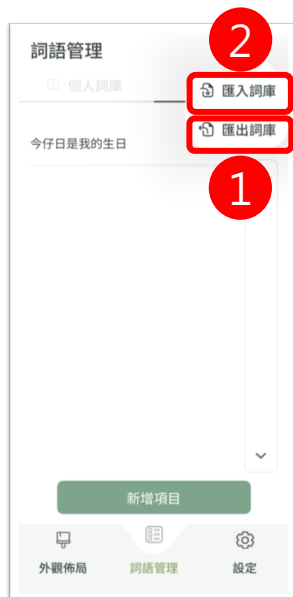 2
詞語管理
個人詞庫
匯入詞庫
匯出詞庫
今仔日是我的生日
1
新增項目
外觀佈局
詞語管理
設定